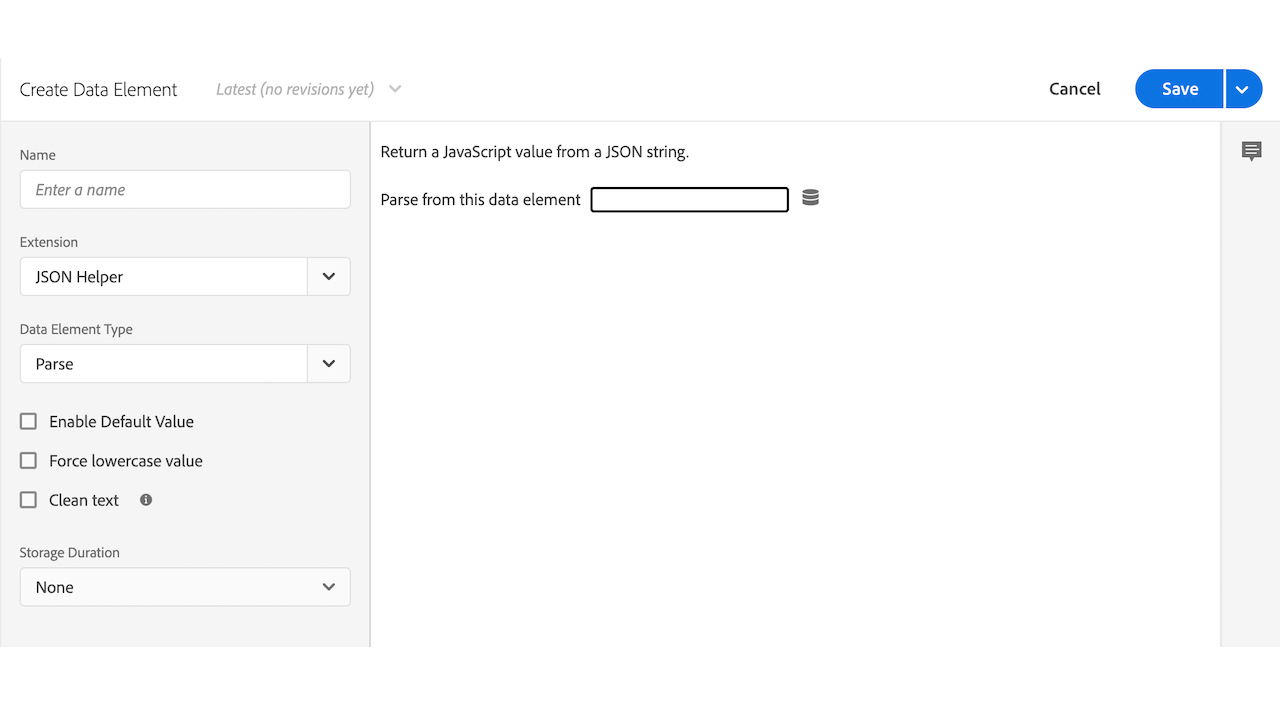 Create Data Element
Latest (no revisions yet)
Cancel
Save
Name
Enter a name
Extension
JSON Helper
Data Element Type
Parse
Enable Default Value
Force lowercase value
Clean text
Storage Duration
None
Return a JavaScript value from a JSON string.
Parse from this data element